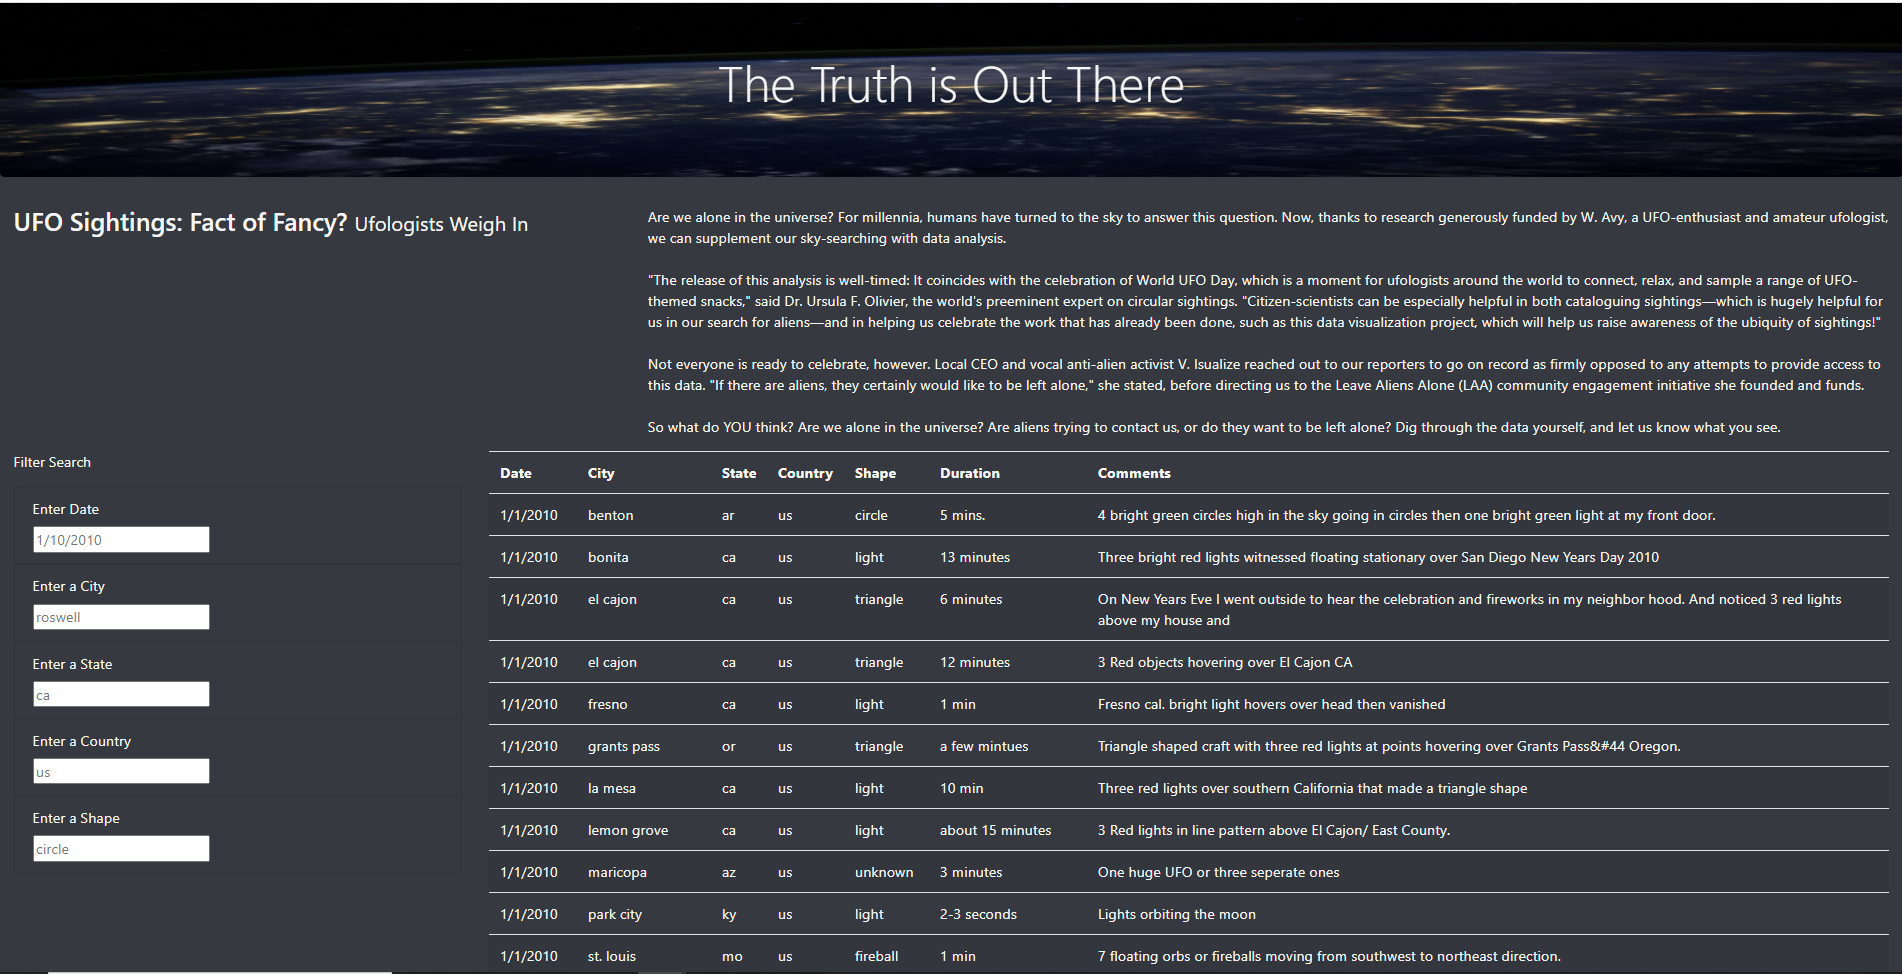 The Truth is Out There
UFO Sightings: Fact of Fancy? Ufologists Weigh In
Are we alone in the universe? For millennia, humans have turned to the sky to answer this question. Now, thanks to research generously funded by W. Avy, a UFO-enthusiast and amateur ufologist,
we can supplement our sky-searching with data analysis.
"The release of this analysis is well-timed: It coincides with the celebration of World UFO Day, which is a moment for ufologists around the world to connect, relax, and sample a range of UFO-
themed snacks," said Dr. Ursula F. Olivier, the world's preeminent expert on circular sightings. "Citizen-scientists can be especially helpful in both cataloguing sightings—which is hugely helpful for
us in our search for aliens—and in helping us celebrate the work that has already been done, such as this data visualization project, which will help us raise awareness of the ubiquity of sightings!"
Not everyone is ready to celebrate, however. Local CEO and vocal anti-alien activist V. Isualize reached out to our reporters to go on record as firmly opposed to any attempts to provide access to
this data. "If there are aliens, they certainly would like to be left alone," she stated, before directing us to the Leave Aliens Alone (LAA) community engagement initiative she founded and funds.
So what do YOU think? Are we alone in the universe? Are aliens trying to contact us, or do they want to be left alone? Dig through the data yourself, and let us know what you see.
Filter Search
Enter Date
1/10/2010
Enter a City
roswell
Enter a State
ca
Enter a Country
us
Enter a Shape
circle
Date City State Country Shape Duration Comments
1/1/2010 benton ar us circle 5 mins. 4 bright green circles high in the sky going in circles then one bright green light at my front door.
1/1/2010 bonita ca us light 13 minutes Three bright red lights witnessed floating stationary over San Diego New Years Day 2010
1/1/2010 el cajon ca us triangle 6 minutes On New Years Eve I went outside to hear the celebration and fireworks in my neighbor hood. And noticed 3 red lights
above my house and
1/1/2010 el cajon ca us triangle 12 minutes 3 Red objects hovering over El Cajon CA
1/1/2010 fresno ca us light 1 min Fresno cal. bright light hovers over head then vanished
1/1/2010 grants pass or us triangle a few mintues Triangle shaped craft with three red lights at points hovering over Grants Pass&#44 Oregon.
1/1/2010 la mesa ca us light 10 min Three red lights over southern California that made a triangle shape
1/1/2010 lemon grove ca us light about 15 minutes 3 Red lights in line pattern above El Cajon/ East County.
1/1/2010 maricopa az us unknown 3 minutes One huge UFO or three seperate ones
1/1/2010 park city ky us light 2-3 seconds Lights orbiting the moon
1/1/2010 st. louis mo us fireball 1 min 7 floating orbs or fireballs moving from southwest to northeast direction.